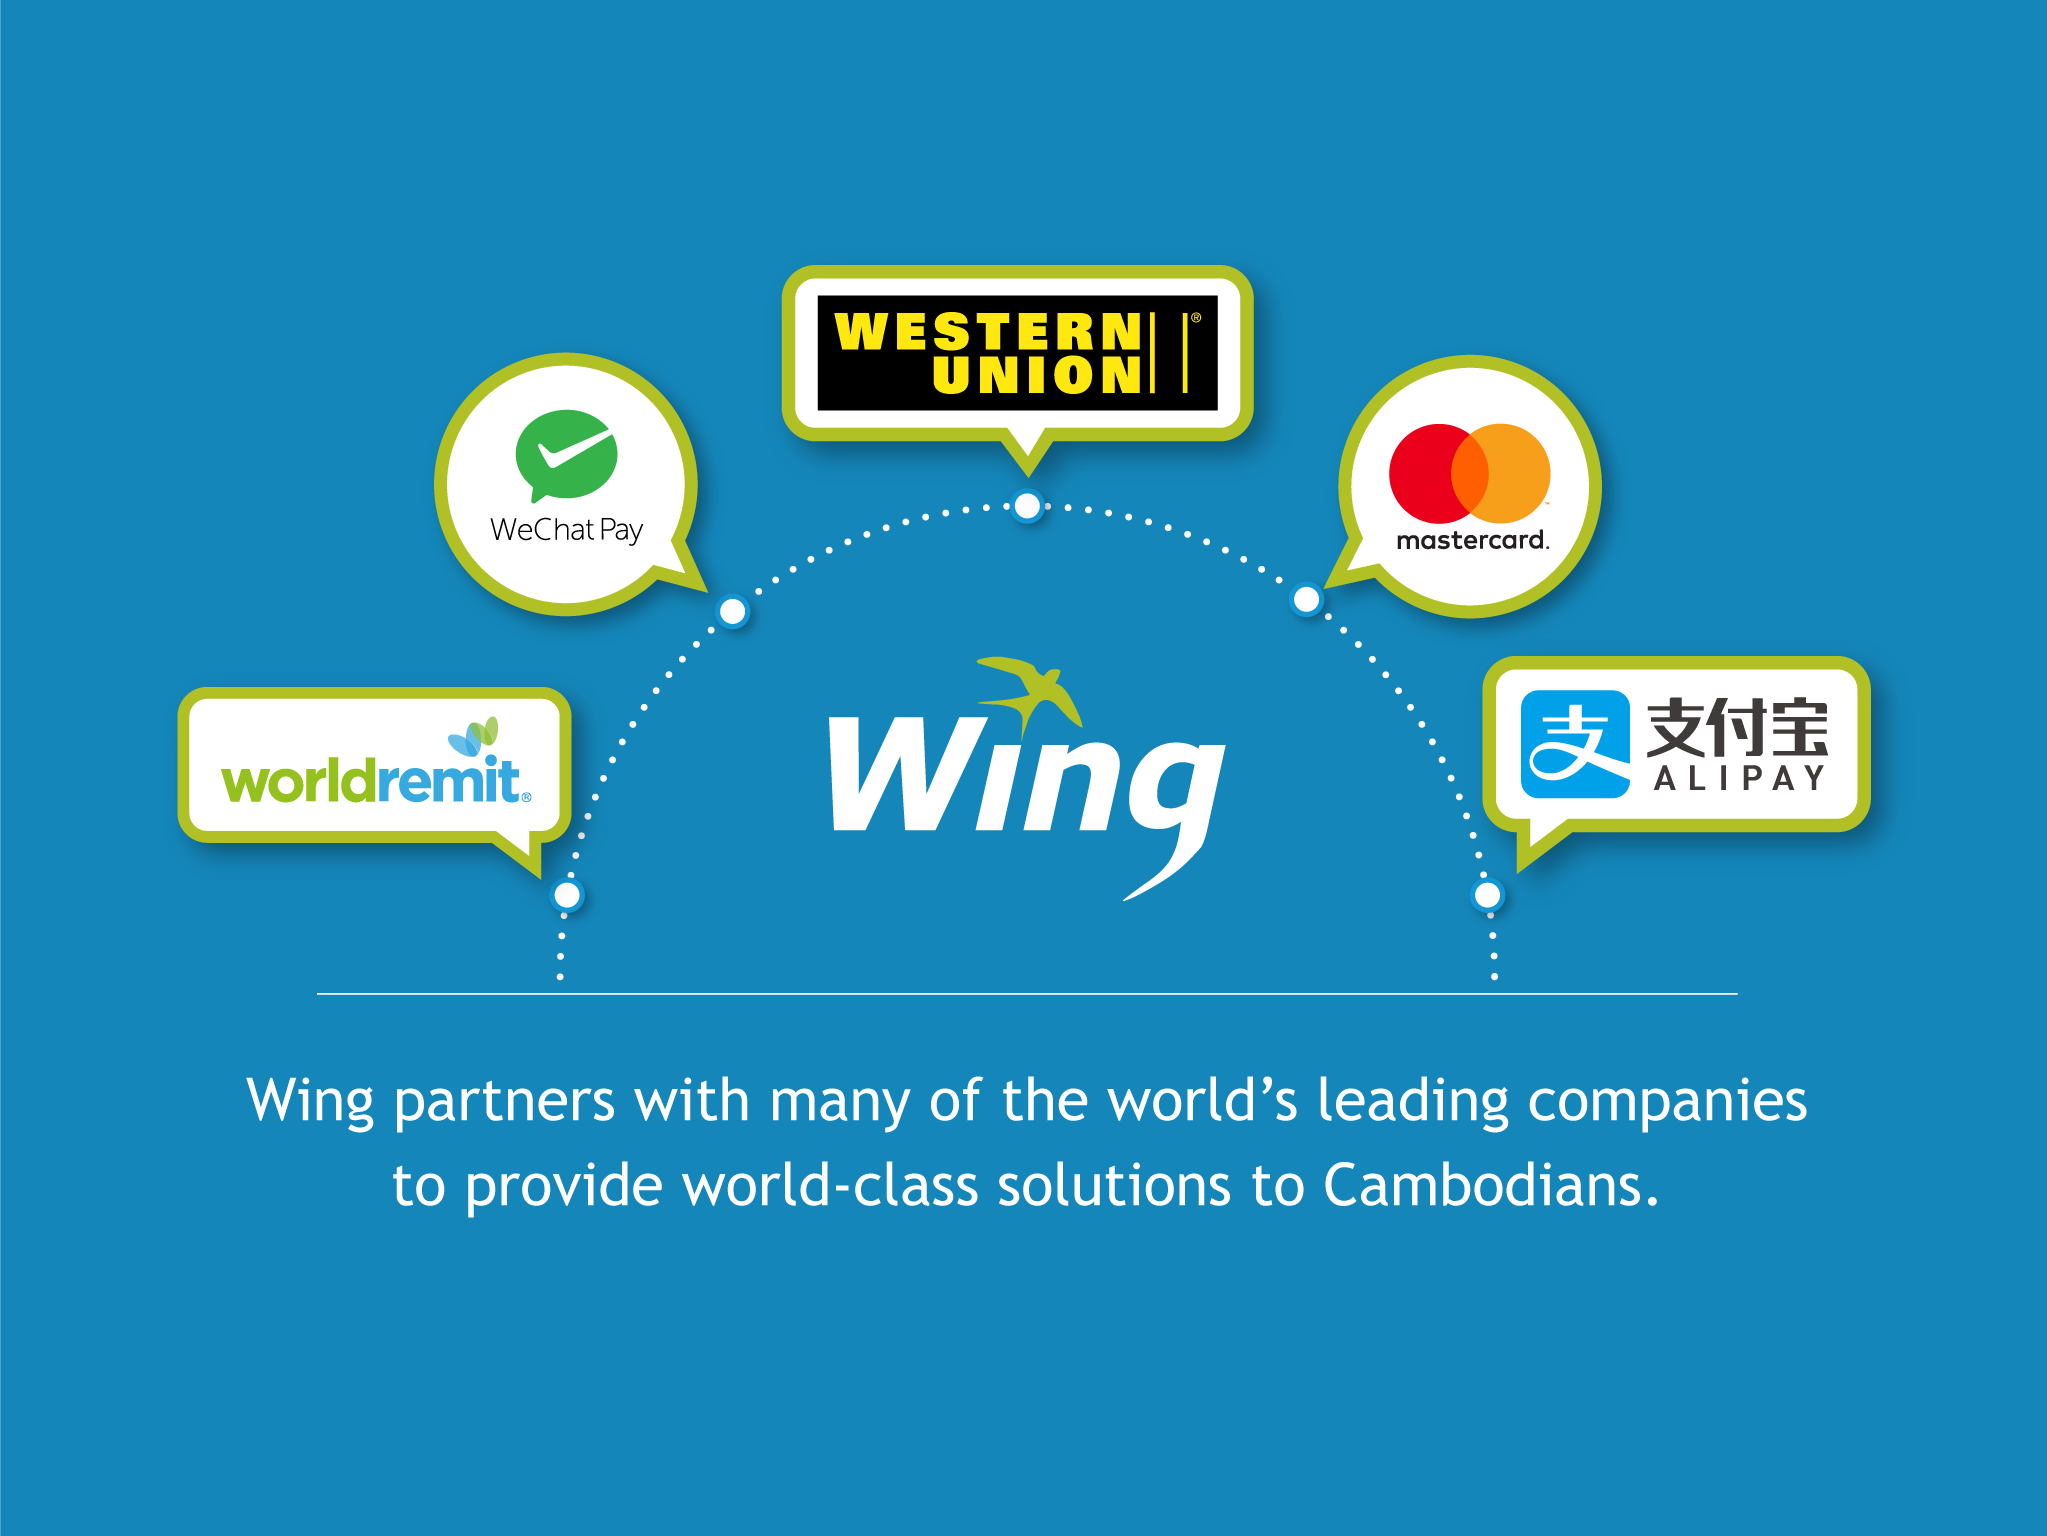 WESTERN
UNION
®
WeChat Pay
mastercard.
worldremit®
Wing
支 支付宝
ALIPAY
Wing partners with many of the world's leading companies
to provide world-class solutions to Cambodians.